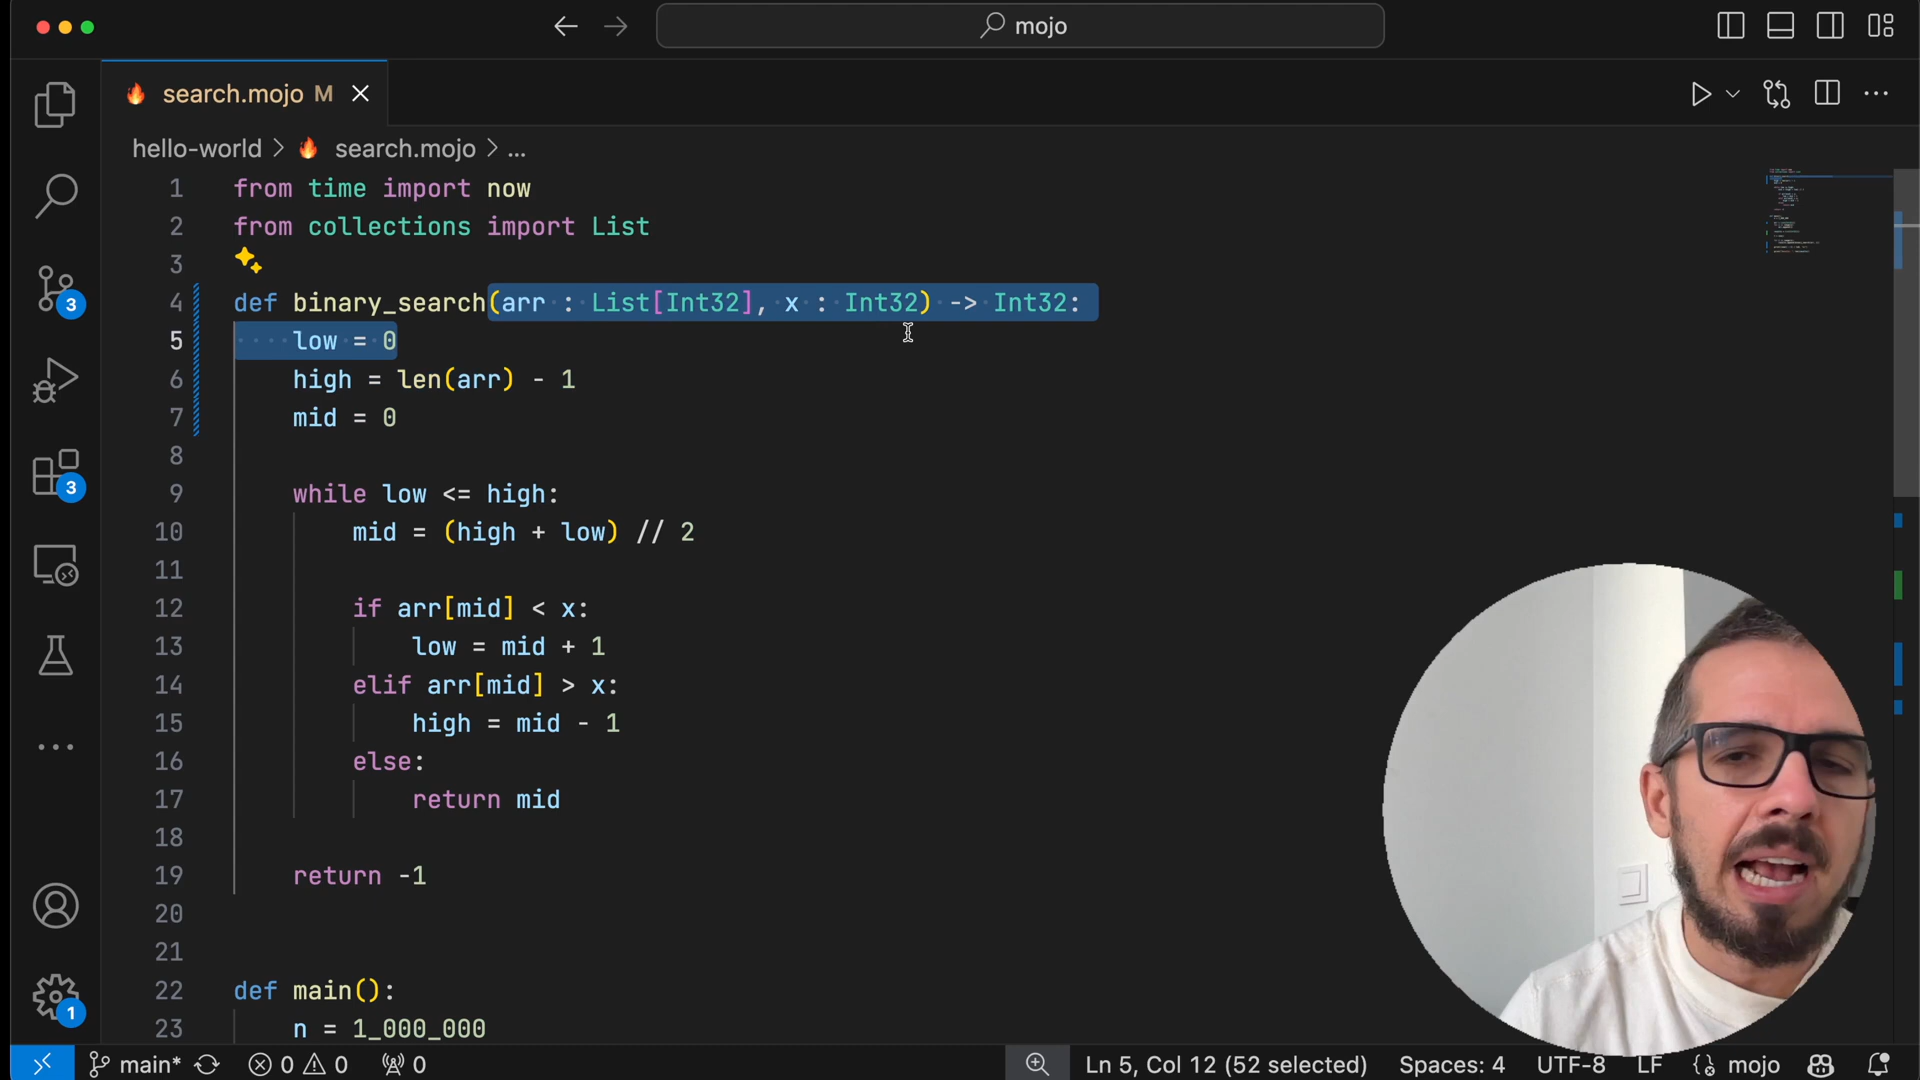 mojo
search.mojo M
hello-world > search.mojo > ...
1 from time import now
2 from collections import List
3
4 def binary_search(arr : List[Int32], x : Int32) -> Int32:
5 low = 0
6 high = len(arr) - 1
7 mid = 0
8
9 while low <= high:
10 mid = (high + low) // 2
11
12 if arr[mid] < x:
13 low = mid + 1
14 elif arr[mid] > x:
15 high = mid - 1
16 else:
17 return mid
18
19 return -1
20
21
22 def main():
23 n = 1_000_000
3
3
1
main* 0 0 0 Ln 5, Col 12 (52 selected) Spaces: 4 UTF-8 LF mojo